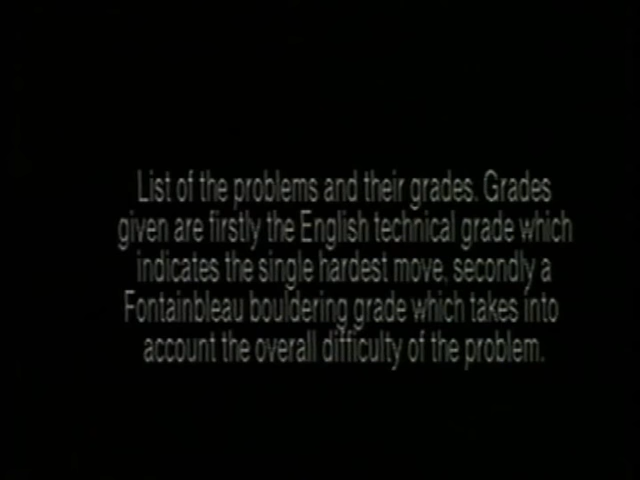 List of the problems and their grades. Grades
given are firstly the English technical grade which
indicates the single hardest move. secondly a
Fontainbleau bouldering grade which takes into
account the overall difficulty of the problem.